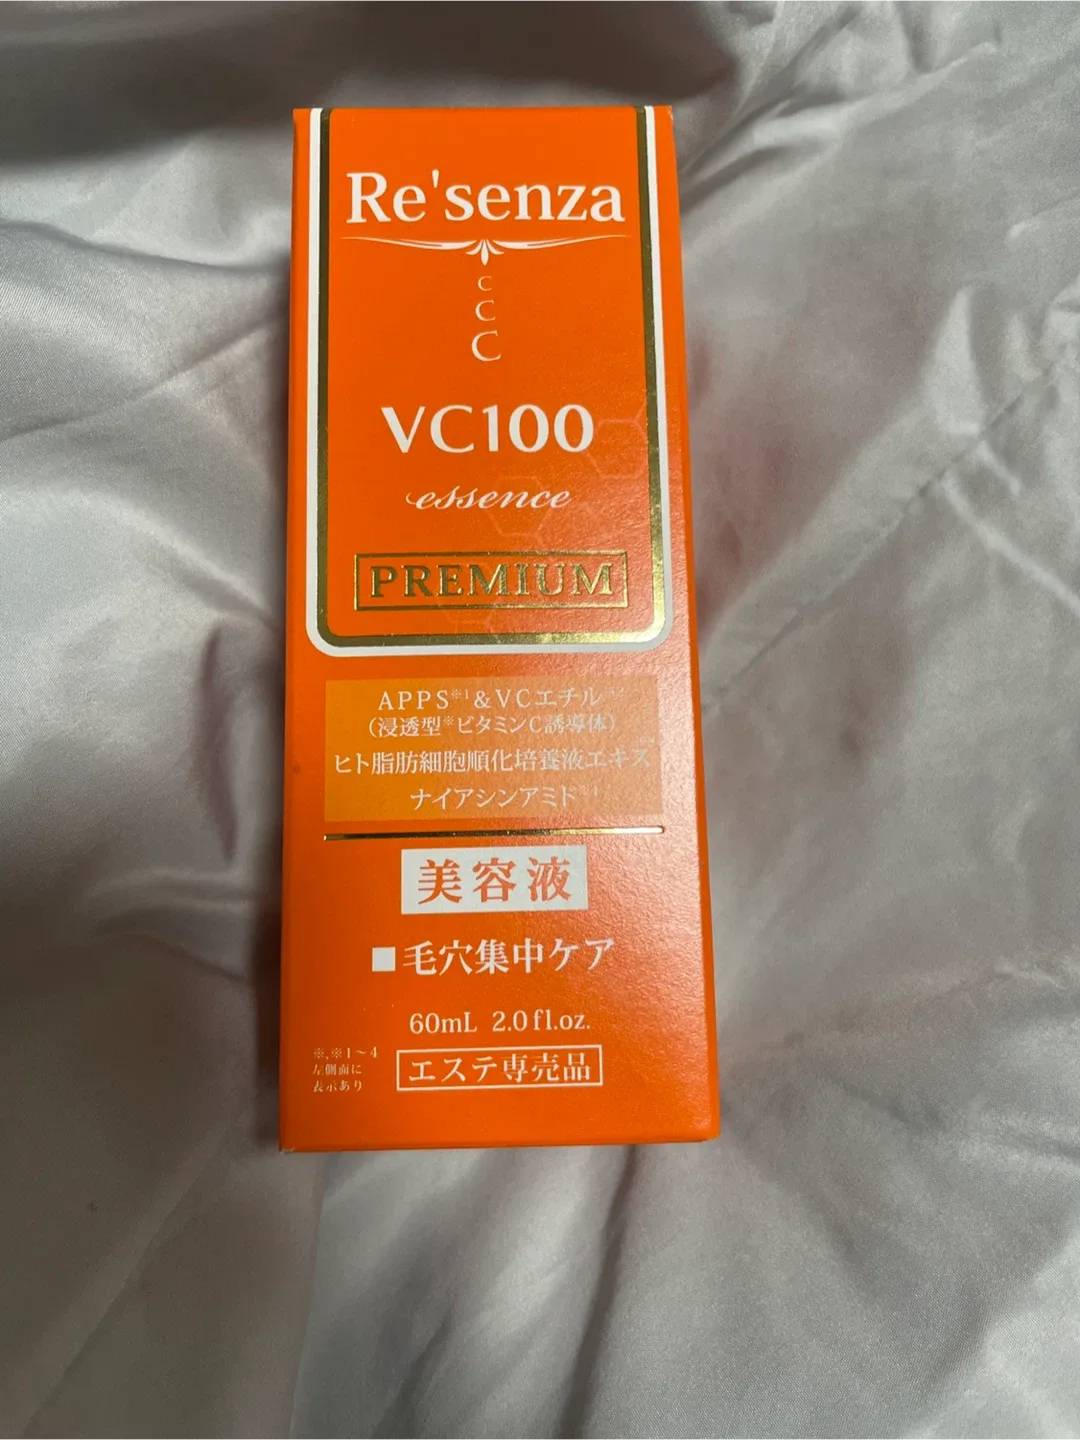 Re'senza
C
C
C
VC100
essence
PREMIUM
APPS※1&VCエチル
(浸透型※ビタミンC誘導体)
ヒト脂肪細胞順化培養液エキス
ナイアシンアミド
美容液
■毛穴集中ケア
60mL 2.0fl.oz.
※,※1~4
左側面に
表示あり
エステ専売品